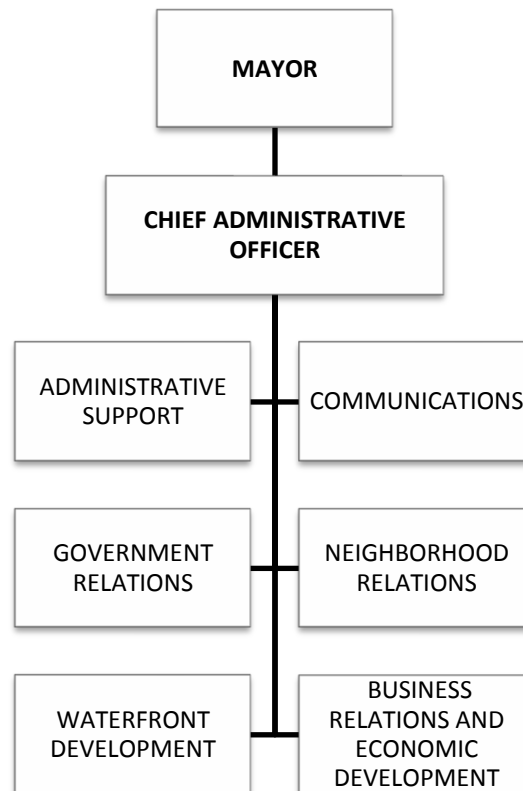 MAYOR
CHIEF ADMINISTRATIVE
OFFICER
ADMINISTRATIVE
SUPPORT
COMMUNICATIONS
GOVERNMENT
RELATIONS
NEIGHBORHOOD
RELATIONS
WATERFRONT
DEVELOPMENT
BUSINESS
RELATIONS AND
ECONOMIC
DEVELOPMENT